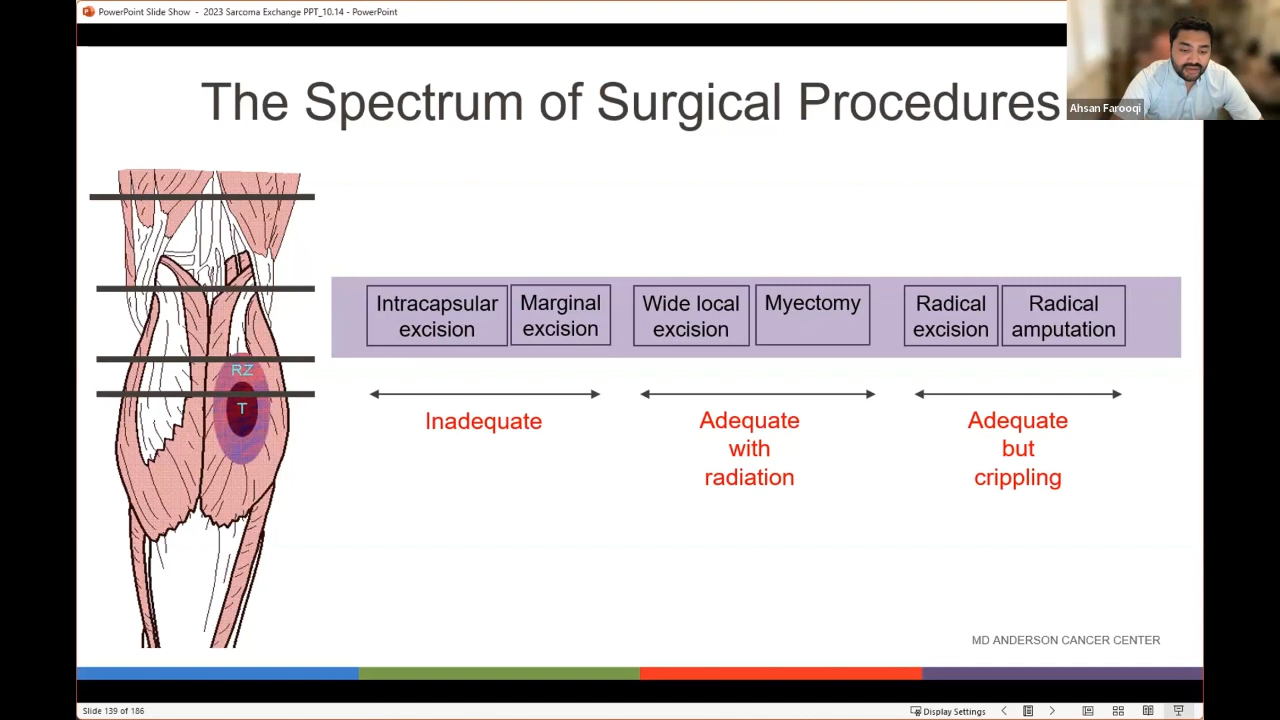 PowerPoint Slide Show - 2023 Sarcoma Exchange PPT_10.14 - PowerPoint
Ahsan Farooqi
The Spectrum of Surgical Procedures
RZ
T
Intracapsular
excision
Marginal
excision
Wide local
excision
Myectomy
Radical
excision
Radical
amputation
Inadequate
Adequate
with
radiation
Adequate
but
crippling
MD ANDERSON CANCER CENTER
Slide 139 of 186
Display Settings